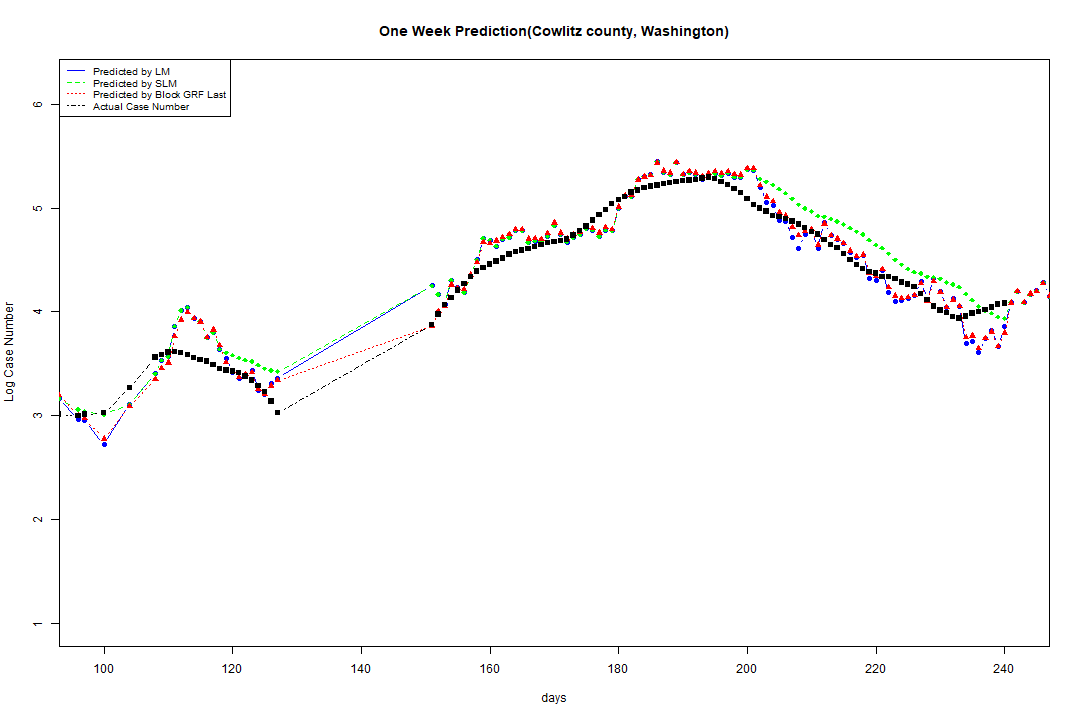 One Week Prediction(Cowlitz county, Washington)
Predicted by LM
Predicted by SLM
Predicted by Block GRF Last
Actual Case Number
Log Case Number
6
5
4
3
2
1
100 120 140 160 180 200 220 240
days